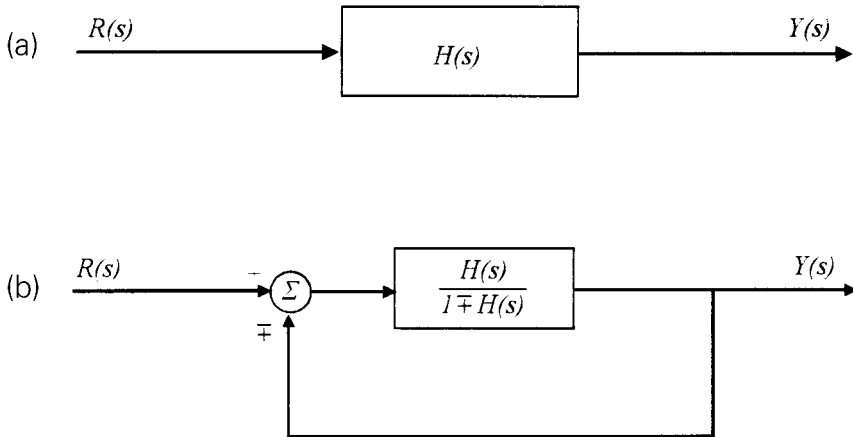 (a) R(s) H(s) Y(s)
(b) R(s) - Σ H(s) Y(s)
∓ 1 ∓ H(s)